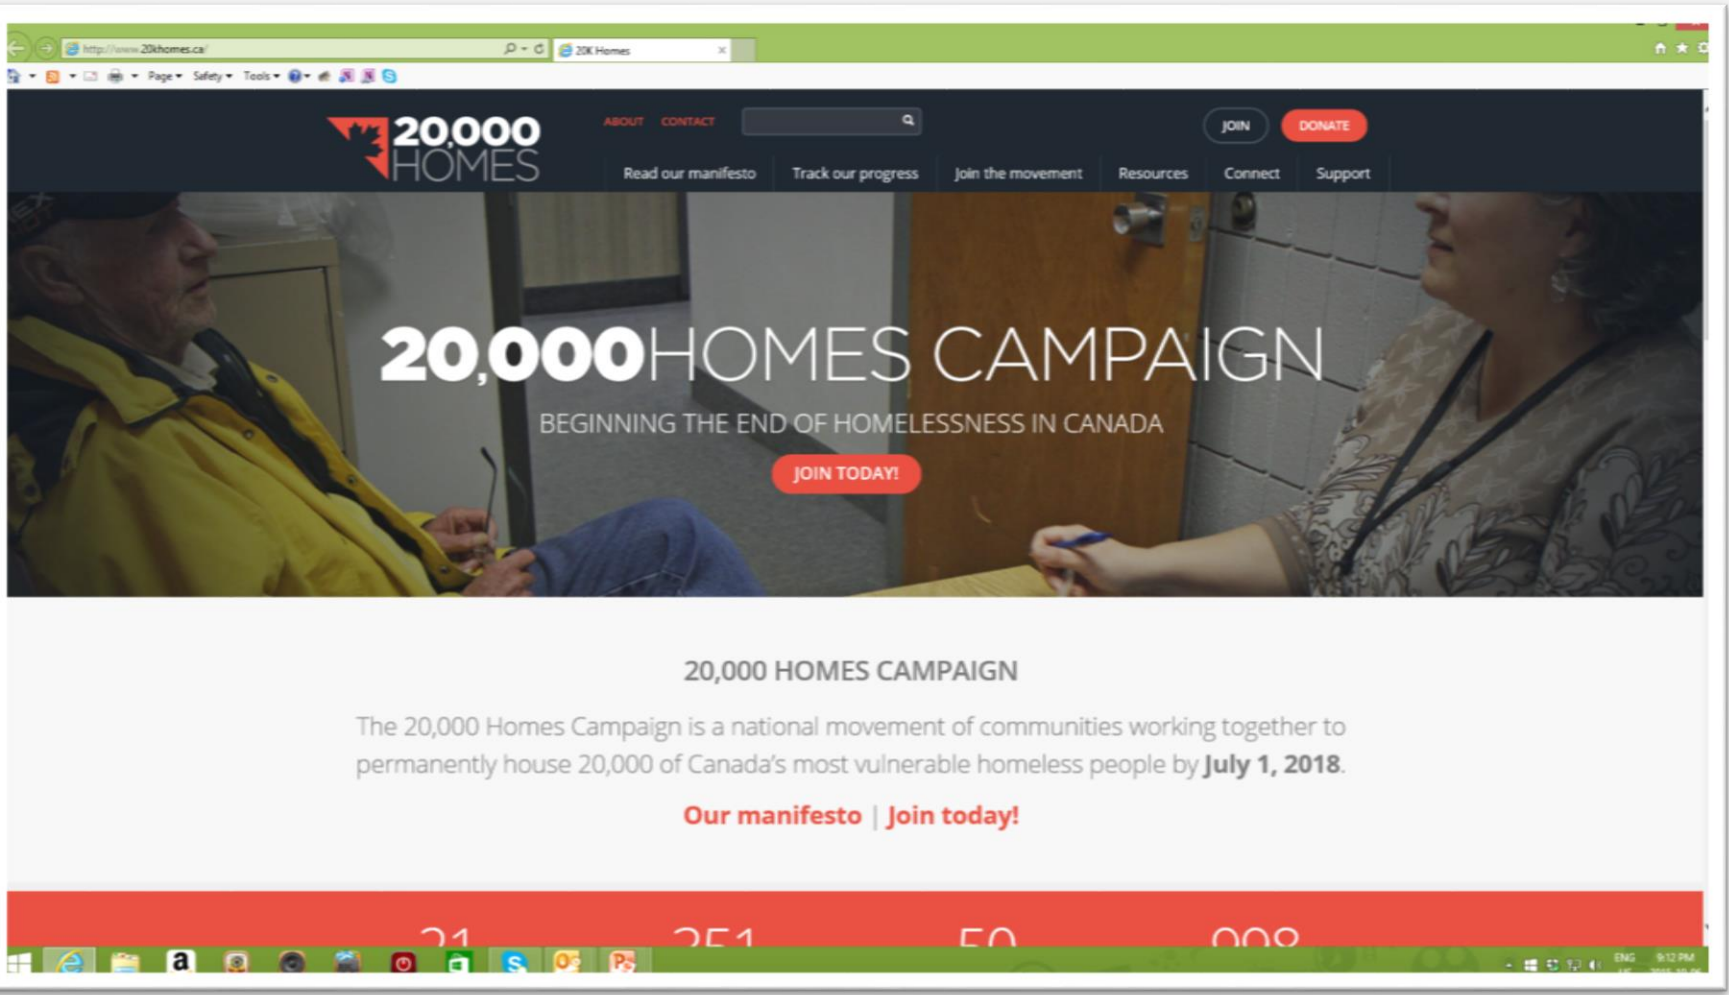 http://www.20khomes.ca/
20K Homes
Page
Safety
Tools
20,000
HOMES
ABOUT CONTACT
JOIN
DONATE
Read our manifesto
Track our progress
Join the movement
Resources
Connect
Support
20,000HOMES CAMPAIGN
BEGINNING THE END OF HOMELESSNESS IN CANADA
JOIN TODAY!
20,000 HOMES CAMPAIGN
The 20,000 Homes Campaign is a national movement of communities working together to
permanently house 20,000 of Canada's most vulnerable homeless people by July 1, 2018.
Our manifesto | Join today!
21
251
50
998
ENG
9:12 PM